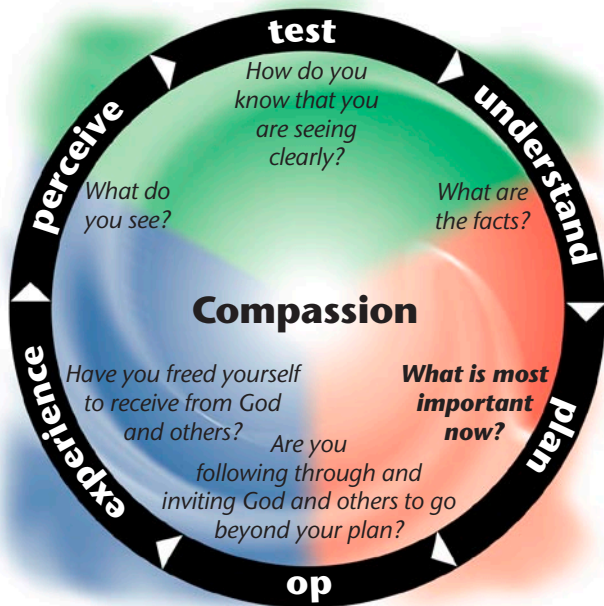 test
How do you
know that you
are seeing
clearly?
understand
What are
the facts?
plan
What is most
important
now?
do
Are you
following through and
inviting God and others to go
beyond your plan?
experience
Have you freed yourself
to receive from God
and others?
perceive
What do
you see?
Compassion